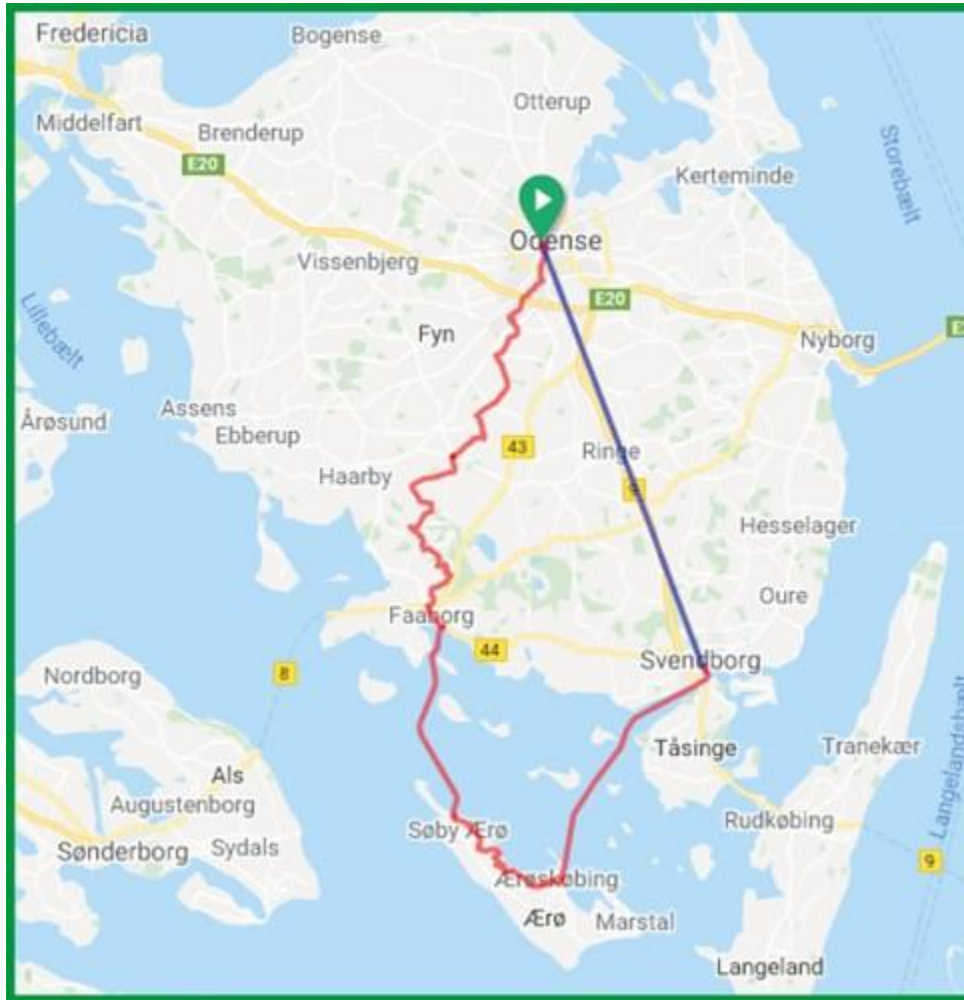 Fredericia
Bogense
Otterup
Middelfart
Brenderup
E20
Storebælt
Kerteminde
Odense
Vissenbjerg
E20
Lillebælt
Fyn
Nyborg
Assens
Årøsund
Ebberup
43
Ringe
Haarby
9
Hesselager
Oure
Faaborg
44
Svendborg
8
Nordborg
Tåsinge
Tranekær
Als
Langelandsbælt
Augustenborg
Søby Ærø
Rudkøbing
Sønderborg
Sydals
9
Ærøskøbing
Ærø
Marstal
Langeland